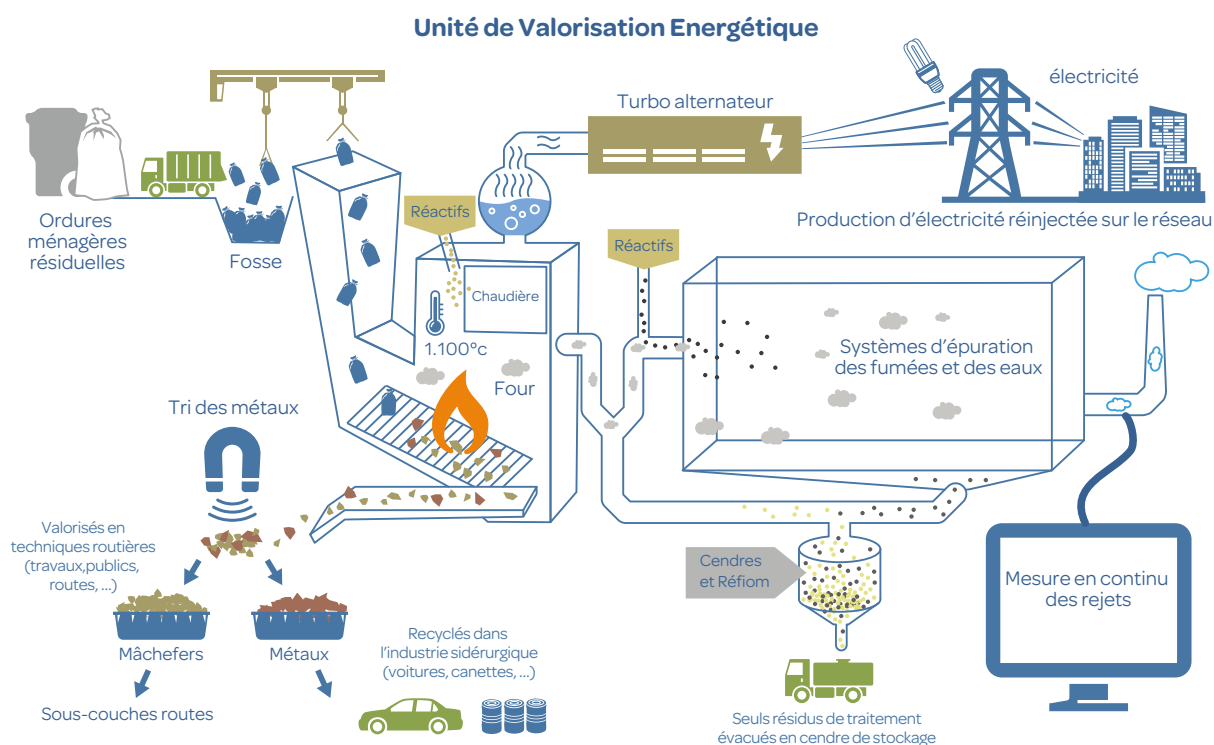 Unité de Valorisation Energétique
électricité
Turbo alternateur
Production d'électricité réinjectée sur le réseau
Ordures
ménagères
résiduelles
Fosse
Réactifs
Chaudière
1.100°c
Four
Réactifs
Systèmes d'épuration
des fumées et des eaux
Tri des métaux
Valorisés en
techniques routières
(travaux,publics,
routes, ...)
Mâchefers
Métaux
Sous-couches routes
Recyclés dans
l'industrie sidérurgique
(voitures, canettes, ...)
Cendres
et Réfiom
Seuls résidus de traitement
évacués en cendre de stockage
Mesure en continu
des rejets